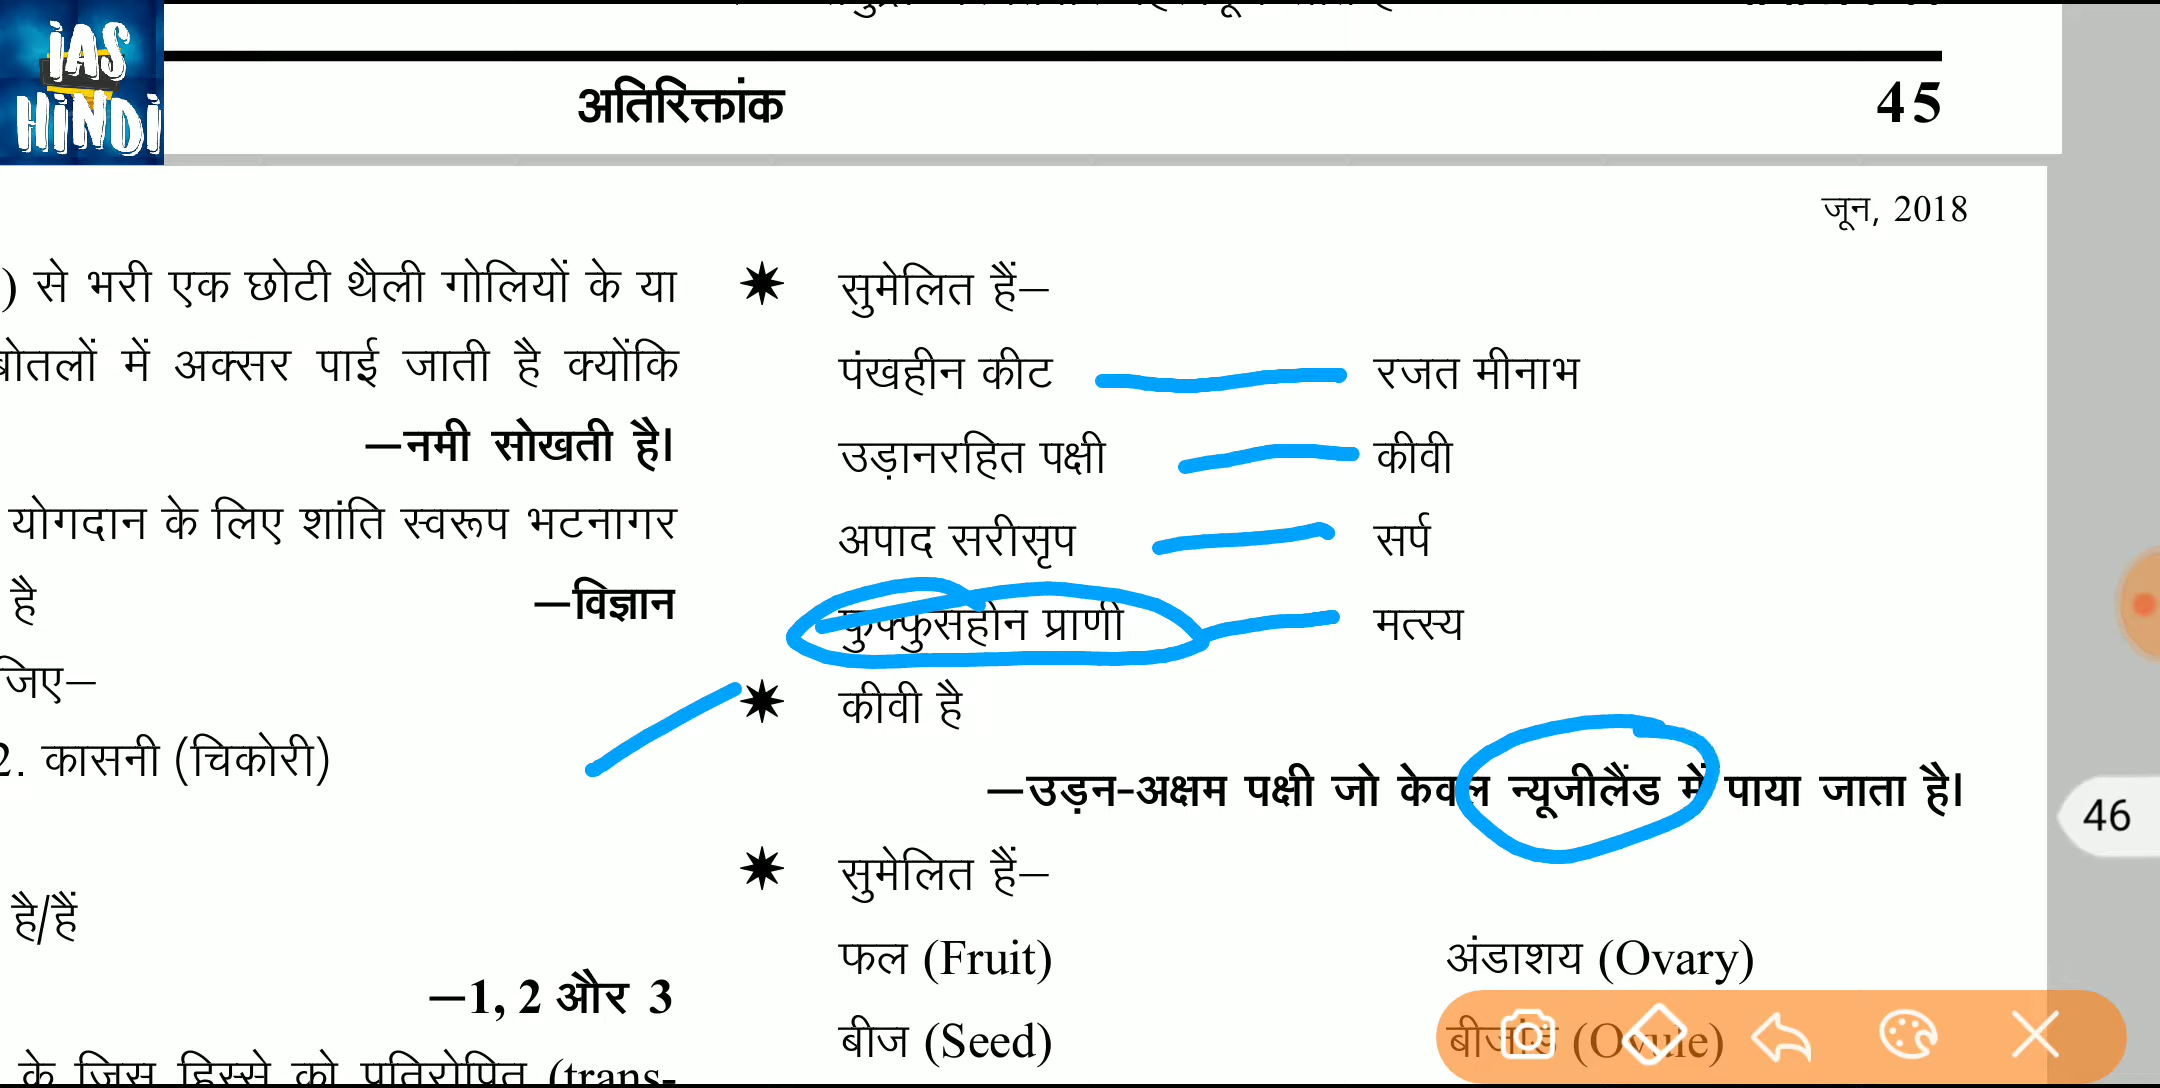 iAS
HiNDi
अतिरिक्तांक
45
जून, 2018
) से भरी एक छोटी थैली गोलियों के या
बोतलों में अक्सर पाई जाती है क्योंकि
—नमी सोखती है।
योगदान के लिए शांति स्वरूप भटनागर
है
—विज्ञान
जिए—
2. कासनी (चिकोरी)
है/हैं
—1, 2 और 3
के जिस हिस्से को प्रतिरोपित (trans-
✷ सुमेलित हैं—
पंखहीन कीट रजत मीनाभ
उड़ानरहित पक्षी कीवी
अपाद सरीसृप सर्प
फुफ्फुसहीन प्राणी मत्स्य
✷ कीवी है
—उड़न-अक्षम पक्षी जो केवल न्यूजीलैंड में पाया जाता है।
✷ सुमेलित हैं—
फल (Fruit) अंडाशय (Ovary)
बीज (Seed) बीजांड (Ovule)
46